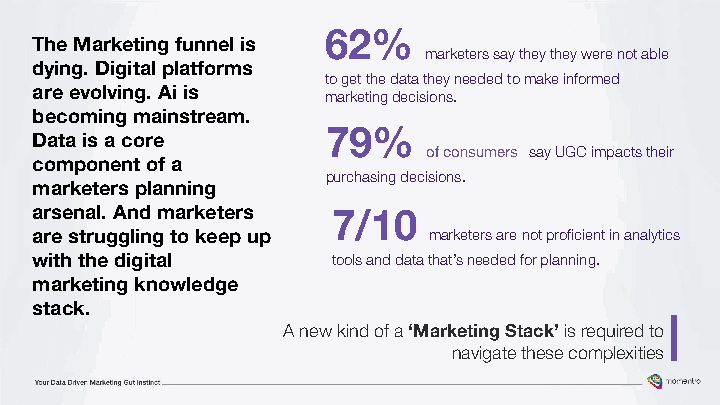 The Marketing funnel is
dying. Digital platforms
are evolving. Ai is
becoming mainstream.
Data is a core
component of a
marketers planning
arsenal. And marketers
are struggling to keep up
with the digital
marketing knowledge
stack.
62% marketers say they they were not able
to get the data they needed to make informed
marketing decisions.
79% of consumers say UGC impacts their
purchasing decisions.
7/10 marketers are not proficient in analytics
tools and data that's needed for planning.
A new kind of a ‘Marketing Stack’ is required to
navigate these complexities
Your Data Driven Marketing Gut Instinct
momentro